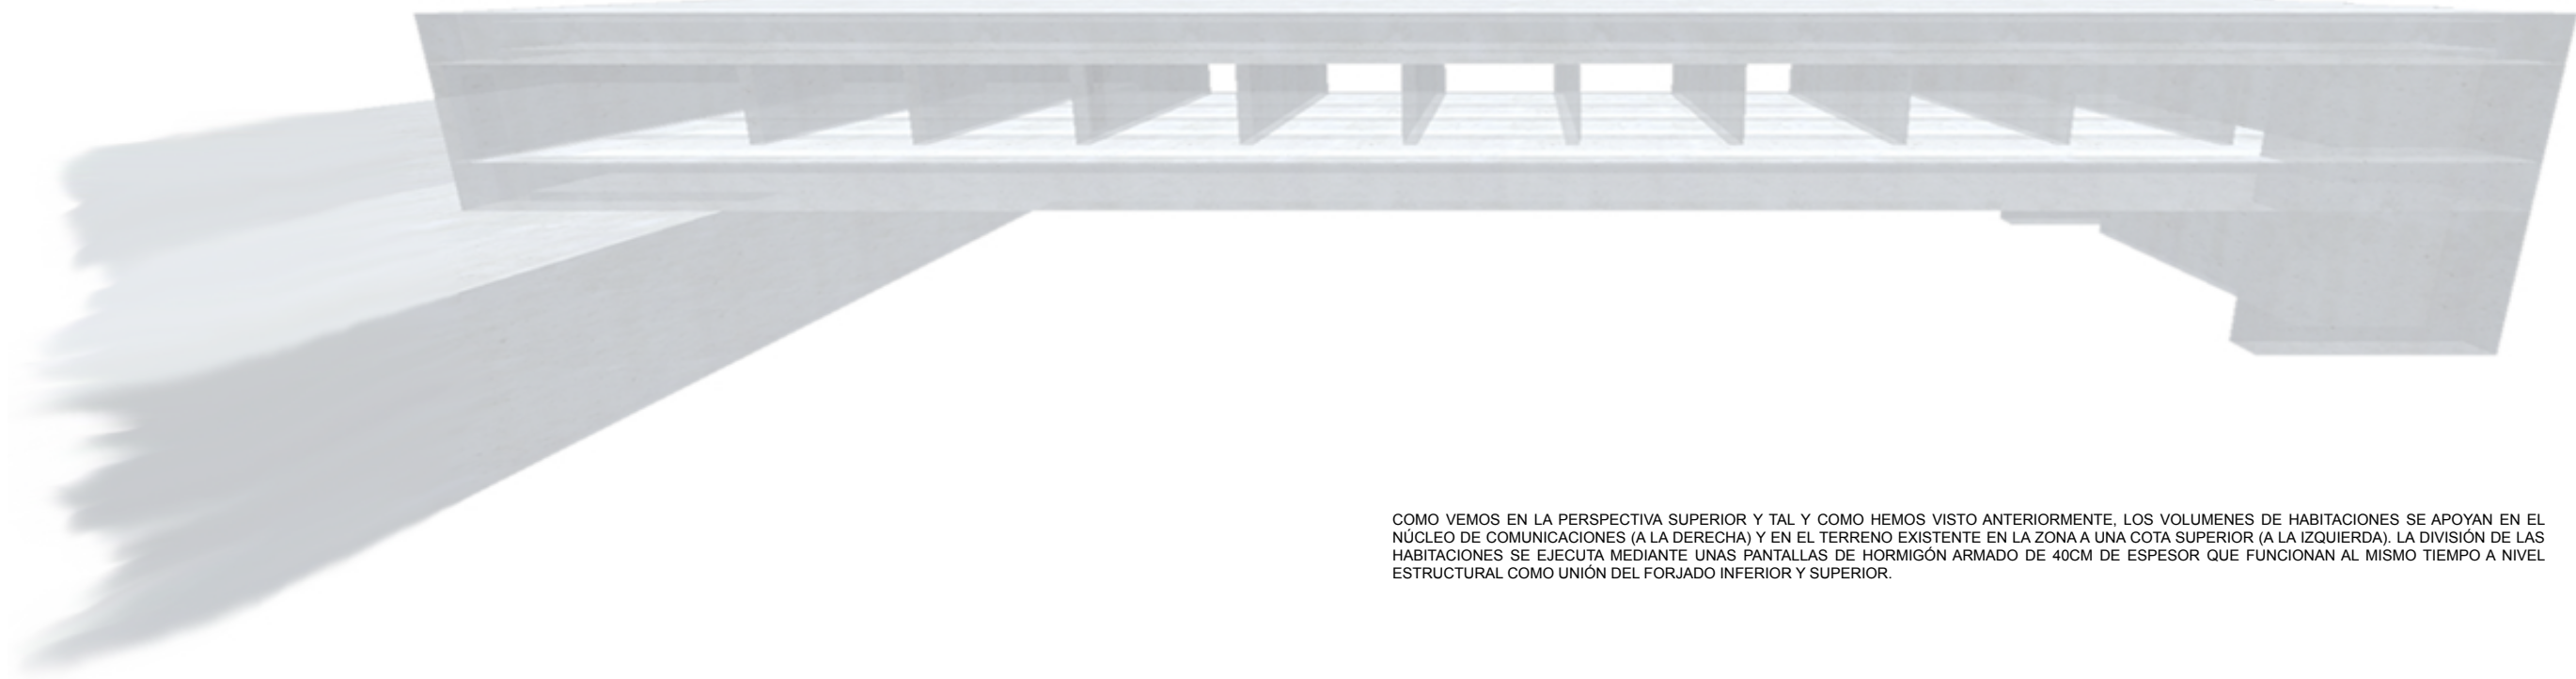 COMO VEMOS EN LA PERSPECTIVA SUPERIOR Y TAL Y COMO HEMOS VISTO ANTERIORMENTE, LOS VOLUMENES DE HABITACIONES SE APOYAN EN EL
NÚCLEO DE COMUNICACIONES (A LA DERECHA) Y EN EL TERRENO EXISTENTE EN LA ZONA A UNA COTA SUPERIOR (A LA IZQUIERDA). LA DIVISIÓN DE LAS
HABITACIONES SE EJECUTA MEDIANTE UNAS PANTALLAS DE HORMIGÓN ARMADO DE 40CM DE ESPESOR QUE FUNCIONAN AL MISMO TIEMPO A NIVEL
ESTRUCTURAL COMO UNIÓN DEL FORJADO INFERIOR Y SUPERIOR.